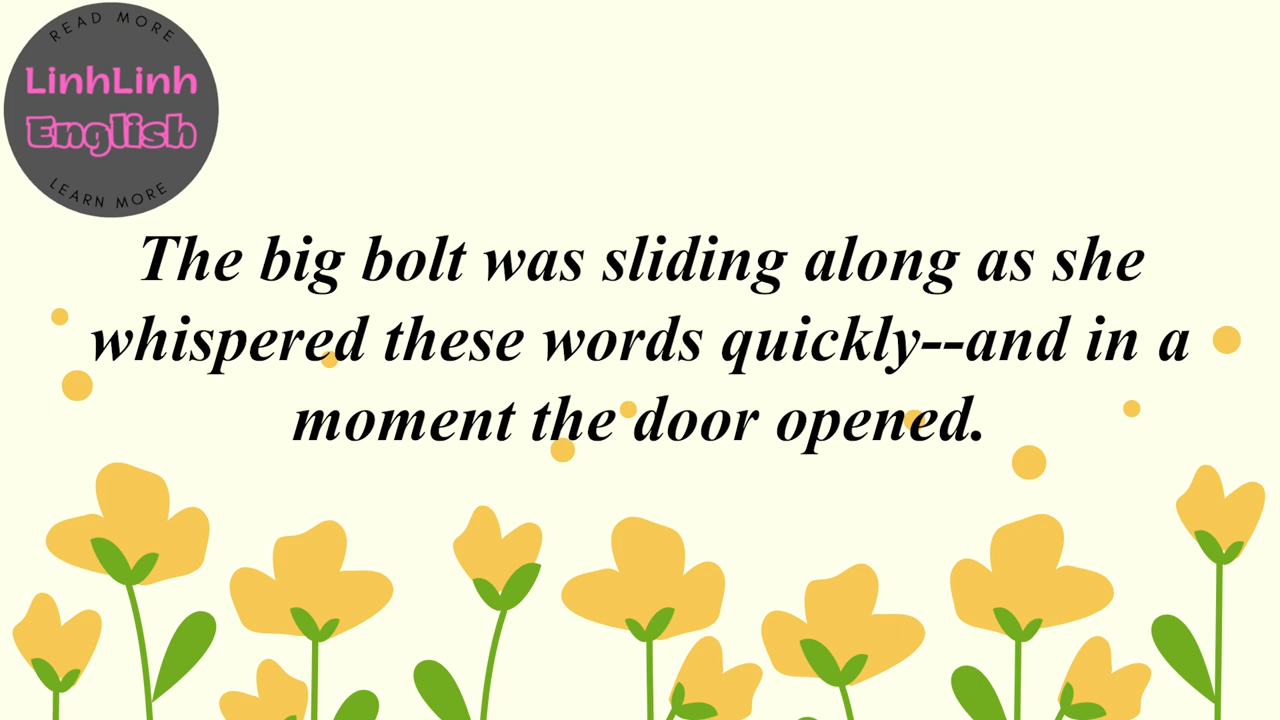 READ MORE
LinhLinh
English
LEARN MORE
The big bolt was sliding along as she
whispered these words quickly--and in a
moment the door opened.